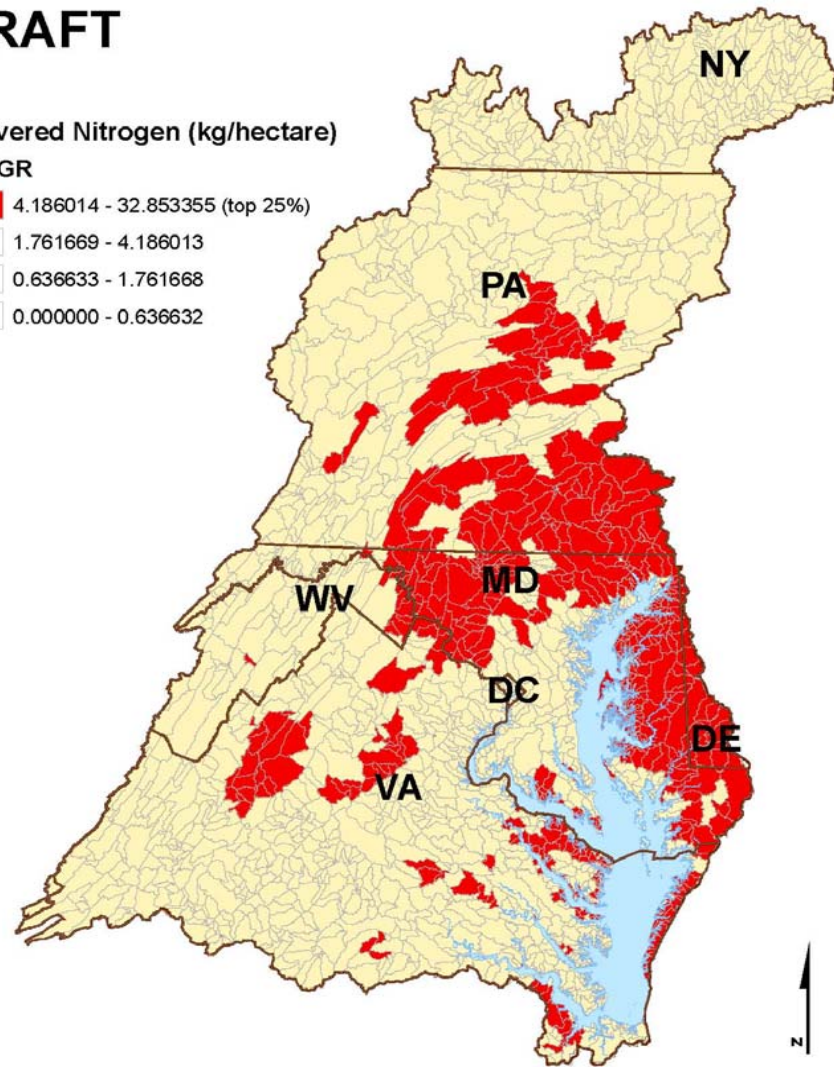 RAFT
vered Nitrogen (kg/hectare)
GR
4.186014 - 32.853355 (top 25%)
1.761669 - 4.186013
0.636633 - 1.761668
0.000000 - 0.636632
NY
PA
MD
WV
DC
DE
VA
N